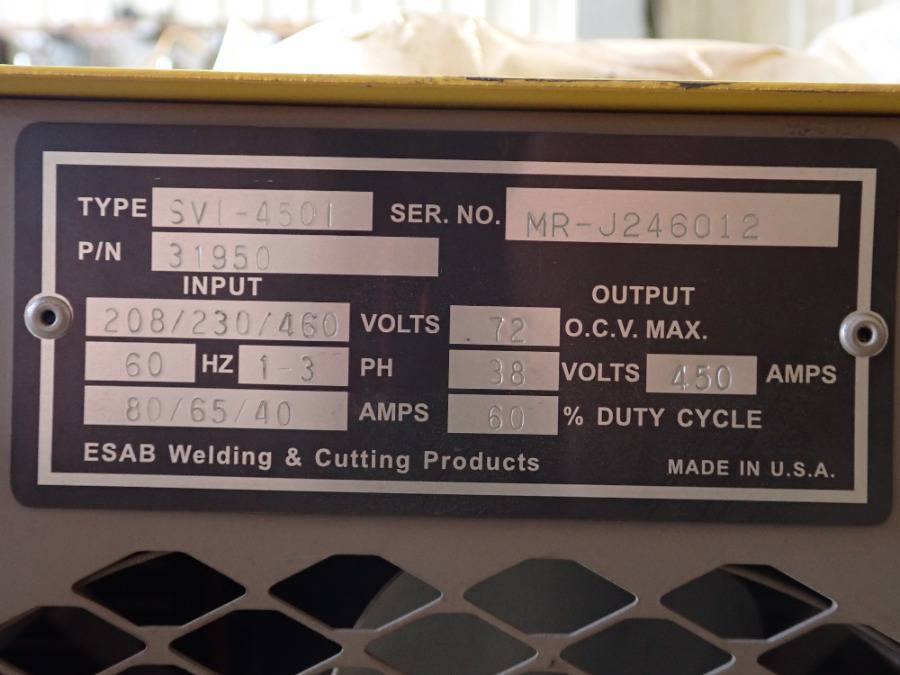 TYPE SVI-450I SER. NO. MR-J246012
P/N 31950
INPUT OUTPUT
208/230/460 VOLTS 72 O.C.V. MAX.
60 HZ 1-3 PH 38 VOLTS 450 AMPS
80/65/40 AMPS 60 % DUTY CYCLE
ESAB Welding & Cutting Products MADE IN U.S.A.